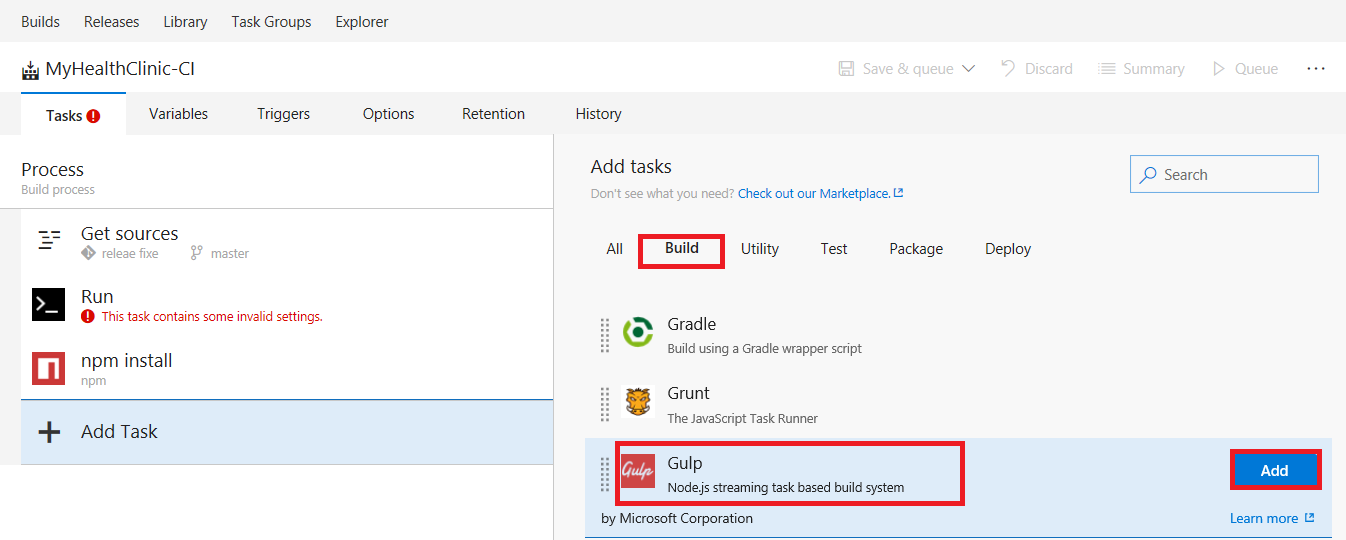 Builds Releases Library Task Groups Explorer
MyHealthClinic-CI
Save & queue Discard Summary Queue ...
Tasks Variables Triggers Options Retention History
Process
Build process
Get sources
releae fixe master
Run
This task contains some invalid settings.
npm install
npm
Add Task
Add tasks
Don't see what you need? Check out our Marketplace.
Search
All Build Utility Test Package Deploy
Gradle
Build using a Gradle wrapper script
Grunt
The JavaScript Task Runner
Gulp
Gulp
Node.js streaming task based build system
Add
by Microsoft Corporation
Learn more